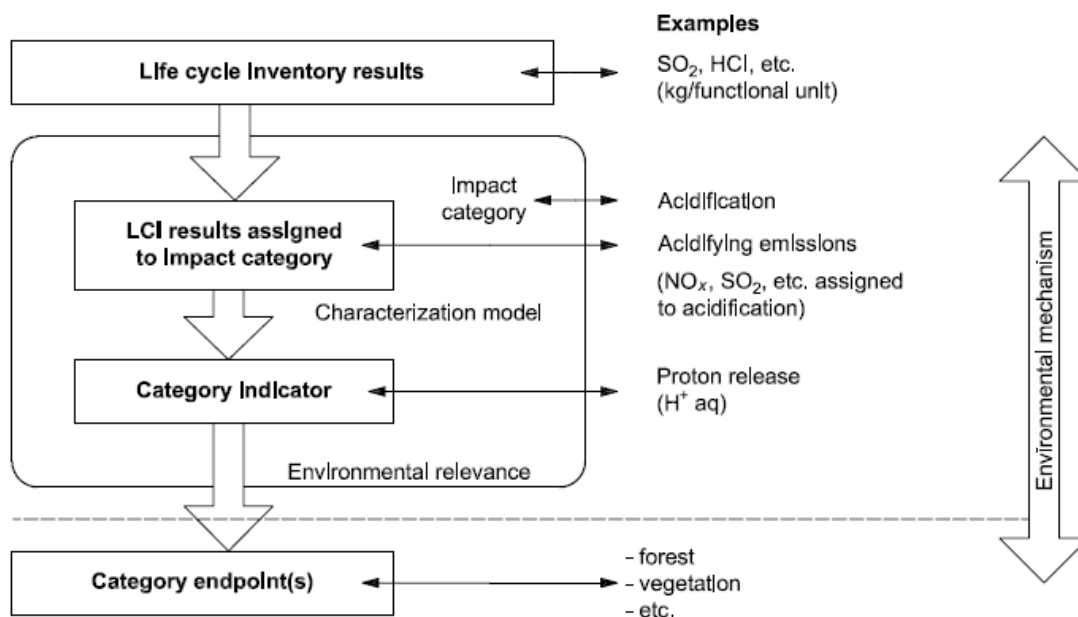 Examples
Life cycle Inventory results
SO₂, HCl, etc.
(kg/functional unit)
Impact
category
Acidification
LCI results assigned
to Impact category
Acidifying emissions
(NOₓ, SO₂, etc. assigned
to acidification)
Characterization model
Category Indicator
Proton release
(H⁺ aq)
Environmental relevance
Environmental mechanism
Category endpoint(s)
– forest
– vegetation
– etc.